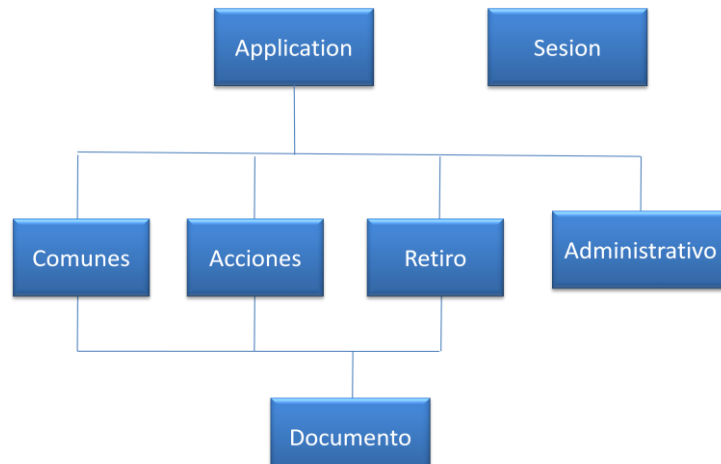 Application
Sesion
Comunes
Acciones
Retiro
Administrativo
Documento